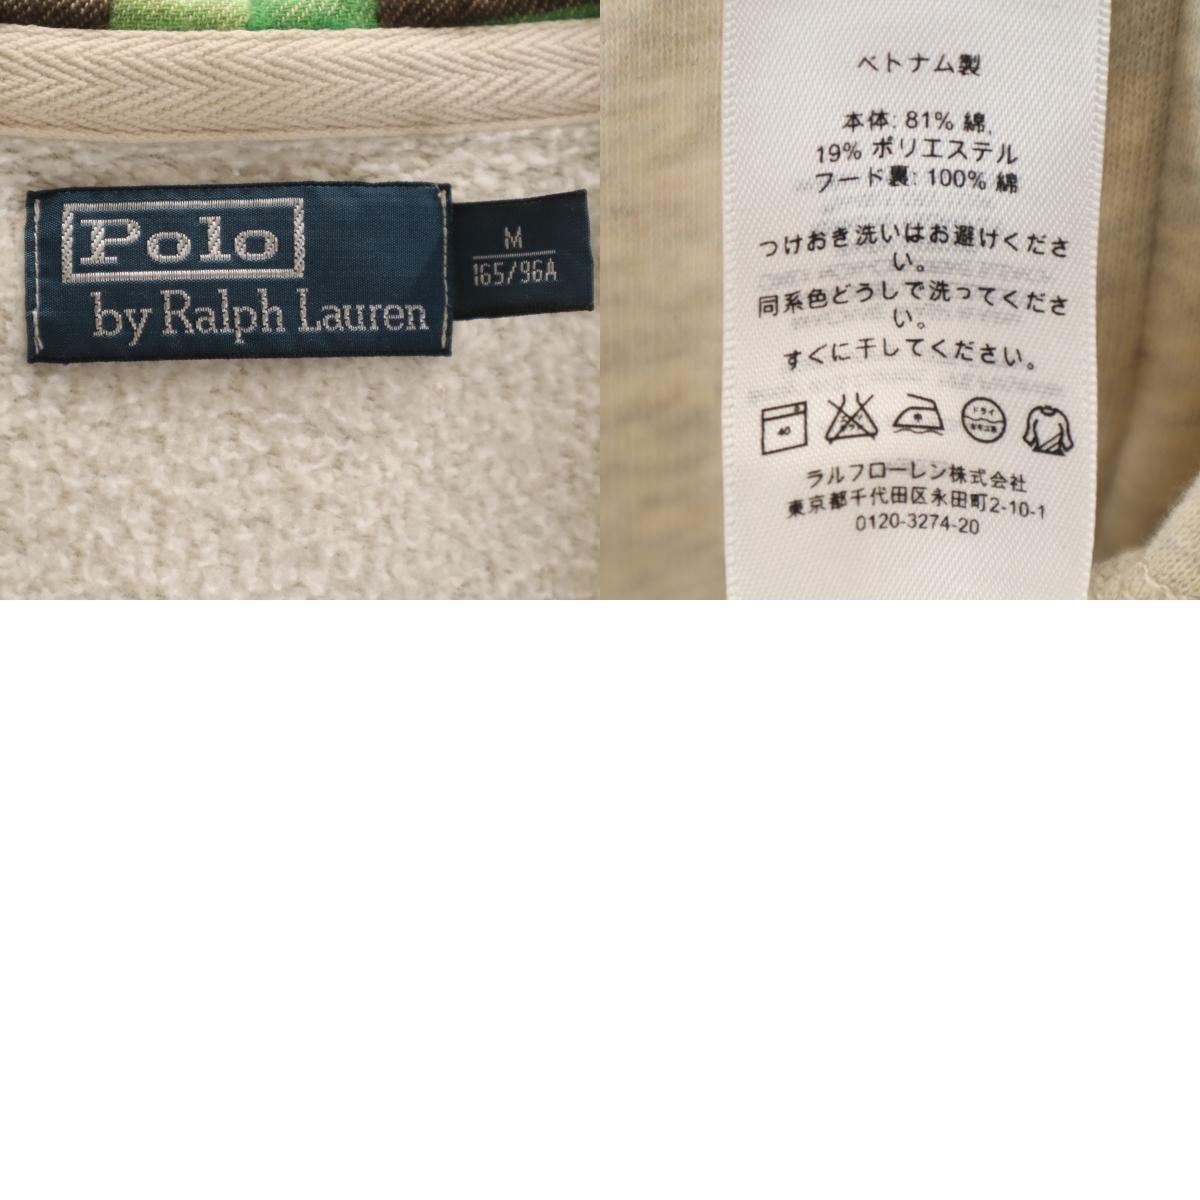 Polo
by Ralph Lauren
M
165/96A
ベトナム製
本体: 81% 綿,
19% ポリエステル
フード裏: 100% 綿
つけおき洗いはお避けくださ
い。
同系色どうしで洗ってくださ
い。
すぐに干してください。
40
中
ドライ
ラルフローレン株式会社
東京都千代田区永田町2-10-1
0120-3274-20